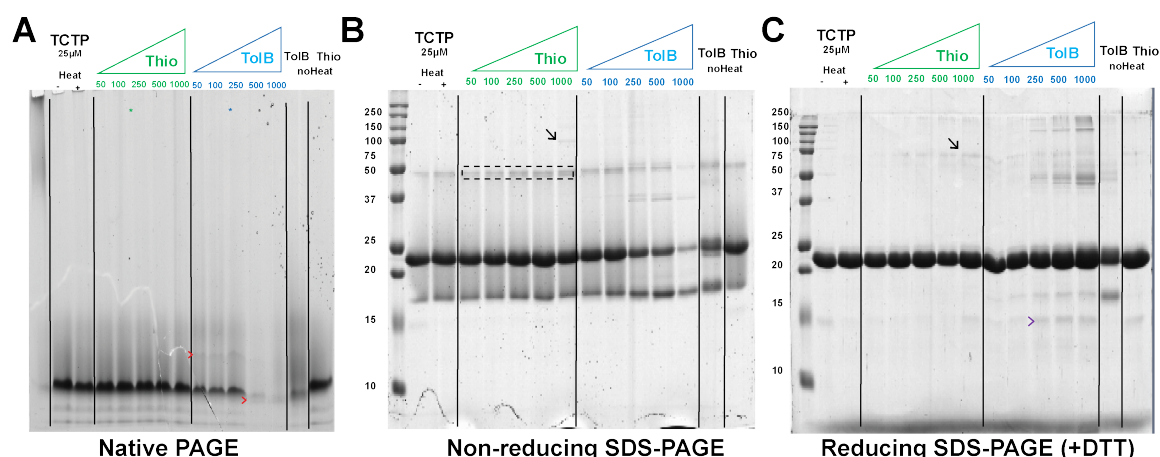 A
TCTP
25µM
Heat
- +
Thio
50 100 250 500 1000
TolB
50 100 250 500 1000
TolB Thio
noHeat
*
*
*
>
>
Native PAGE
B
TCTP
25µM
Heat
- +
Thio
50 100 250 500 1000
TolB
50 100 250 500 1000
TolB Thio
noHeat
250
150
100
75
50
37
25
20
15
10
Non-reducing SDS-PAGE
C
TCTP
25µM
Heat
- +
Thio
50 100 250 500 1000
TolB
50 100 250 500 1000
TolB Thio
noHeat
250
150
100
75
50
37
25
20
15
10
>
Reducing SDS-PAGE (+DTT)